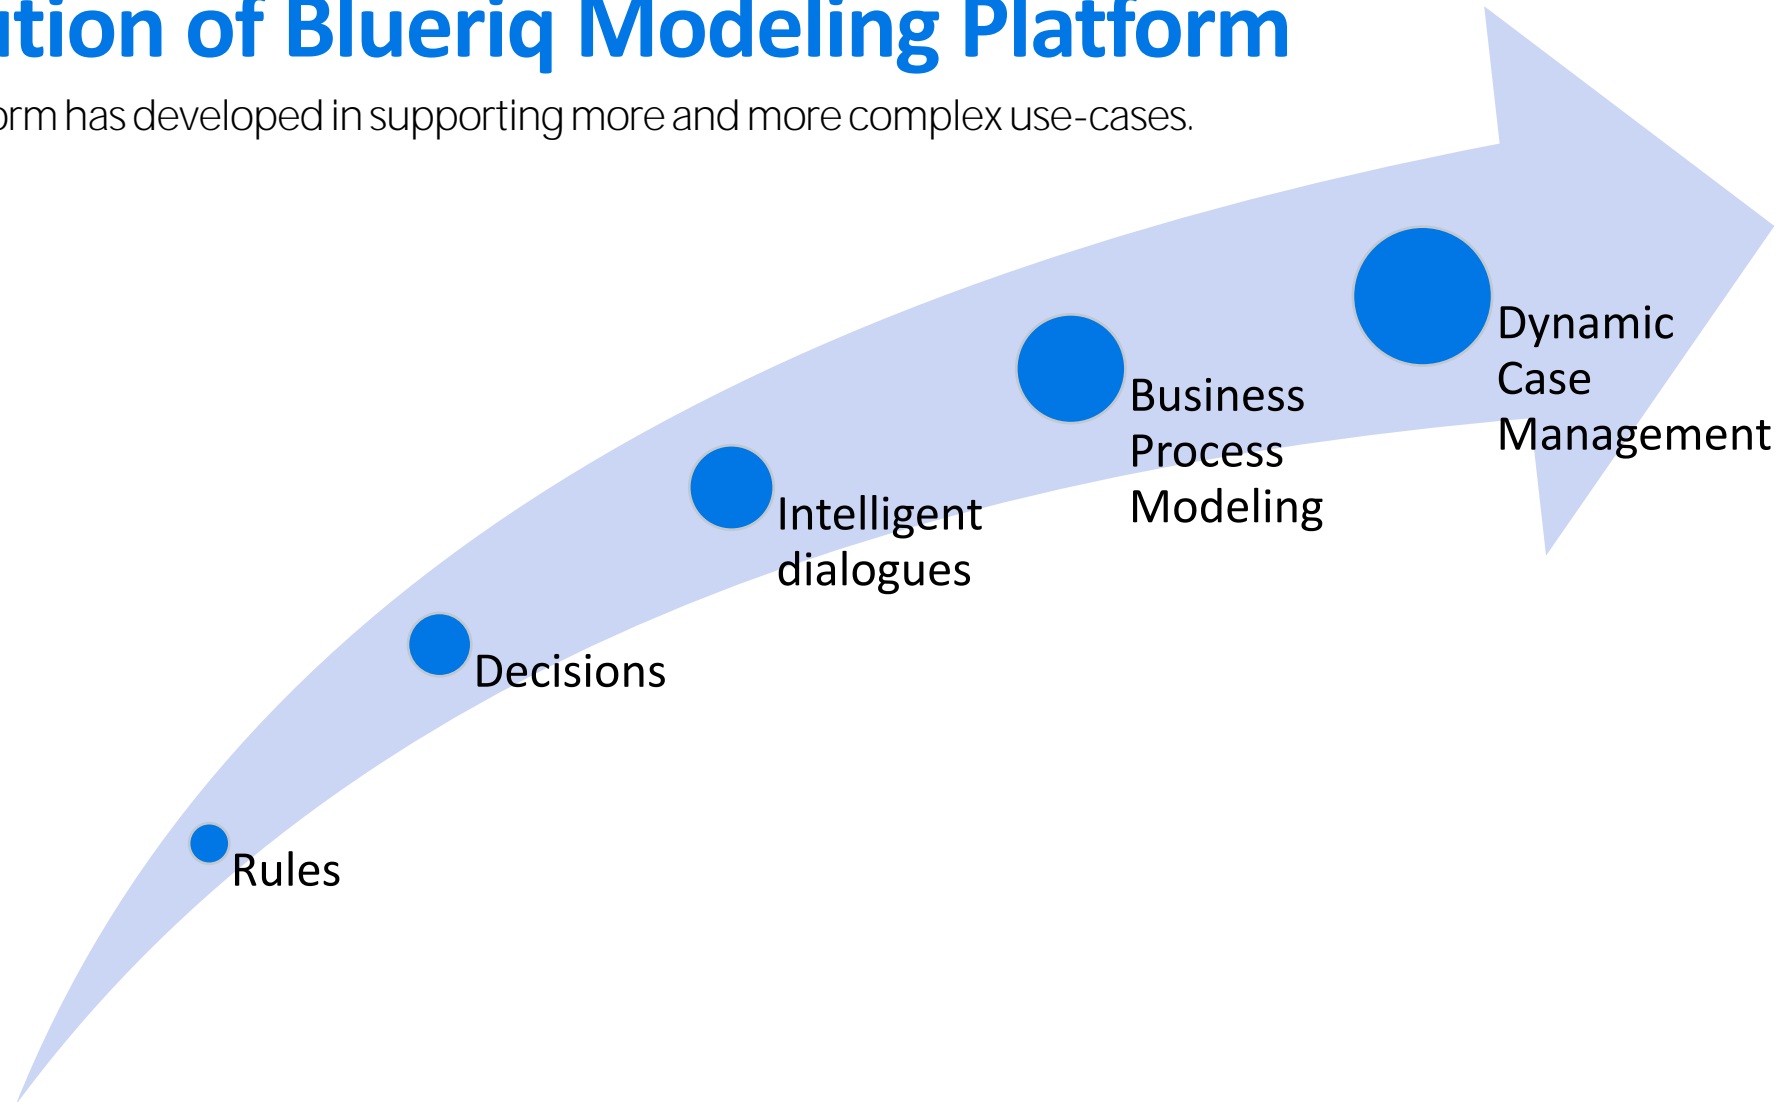 ution of Blueriq Modeling Platform
orm has developed in supporting more and more complex use-cases.
Dynamic
Case
Management
Business
Process
Modeling
Intelligent
dialogues
Decisions
Rules